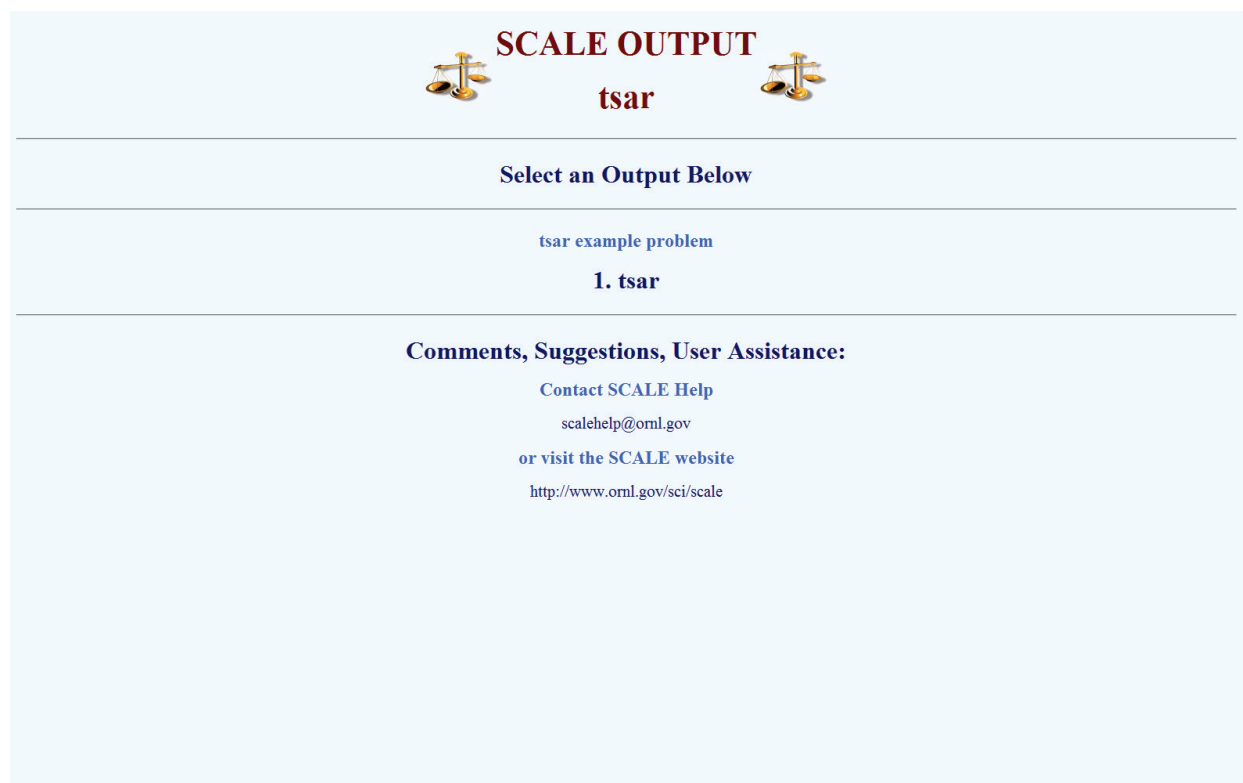 SCALE OUTPUT
tsar
Select an Output Below
tsar example problem
1. tsar
Comments, Suggestions, User Assistance:
Contact SCALE Help
scalehelp@ornl.gov
or visit the SCALE website
http://www.ornl.gov/sci/scale